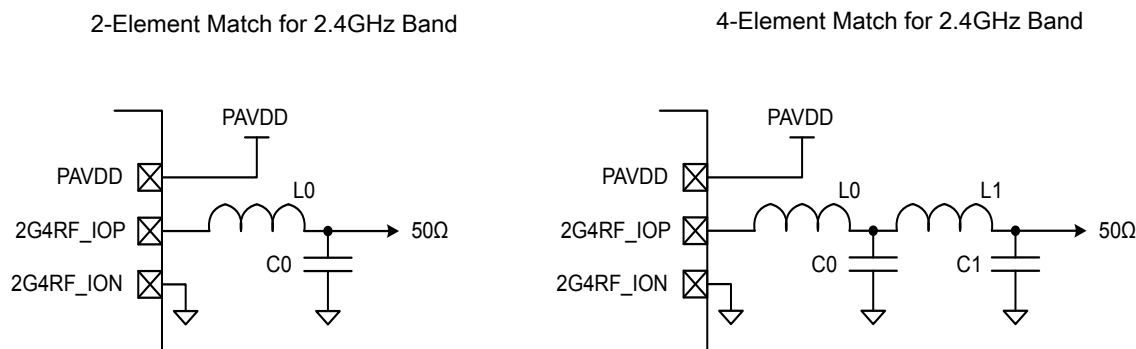 2-Element Match for 2.4GHz Band
PAVDD
PAVDD
L0
2G4RF_IOP
50Ω
C0
2G4RF_ION
4-Element Match for 2.4GHz Band
PAVDD
PAVDD
L0
L1
2G4RF_IOP
50Ω
C0
C1
2G4RF_ION